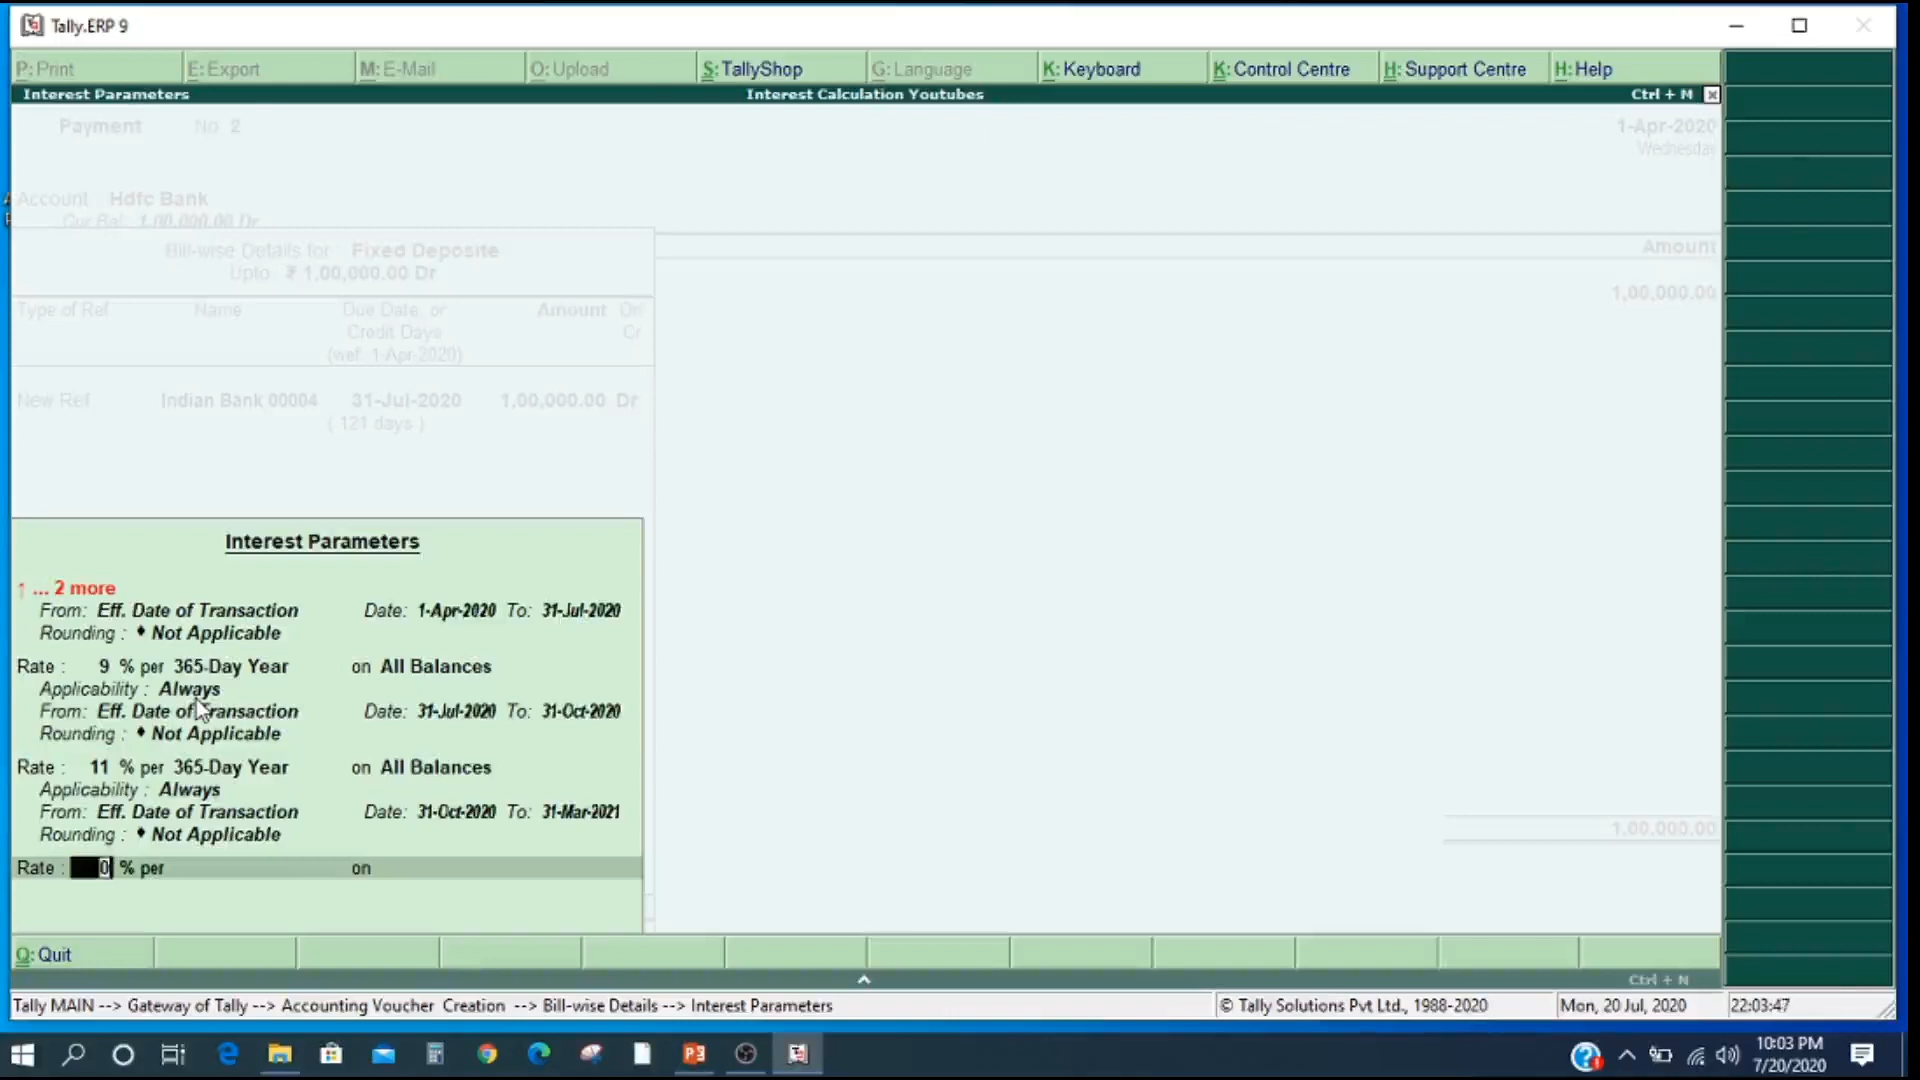 Tally.ERP 9
P: Print E: Export M: E-Mail O: Upload S: TallyShop G: Language K: Keyboard K: Control Centre H: Support Centre H: Help
Interest Parameters Interest Calculation Youtubes Ctrl + M
Payment No. 2 1-Apr-2020
Wednesday
Account : Hdfc Bank
Cur Bal: 1,00,000.00 Dr
Bill-wise Details for : Fixed Deposite Amount
Upto : ₹ 1,00,000.00 Dr
1,00,000.00
Type of Ref Name Due Date, or Amount Dr/
Credit Days Cr
(wef: 1-Apr-2020)
New Ref Indian Bank 00004 31-Jul-2020 1,00,000.00 Dr
( 121 days )
Interest Parameters
↑ ... 2 more
From: Eff. Date of Transaction Date: 1-Apr-2020 To: 31-Jul-2020
Rounding : ♦ Not Applicable
Rate : 9 % per 365-Day Year on All Balances
Applicability : Always
From: Eff. Date of Transaction Date: 31-Jul-2020 To: 31-Oct-2020
Rounding : ♦ Not Applicable
Rate : 11 % per 365-Day Year on All Balances
Applicability : Always
From: Eff. Date of Transaction Date: 31-Oct-2020 To: 31-Mar-2021
Rounding : ♦ Not Applicable
1,00,000.00
Rate : 0 % per on
Q: Quit
Ctrl + N
Tally MAIN --> Gateway of Tally --> Accounting Voucher Creation --> Bill-wise Details --> Interest Parameters © Tally Solutions Pvt Ltd., 1988-2020 Mon, 20 Jul, 2020 22:03:47
10:03 PM
7/20/2020